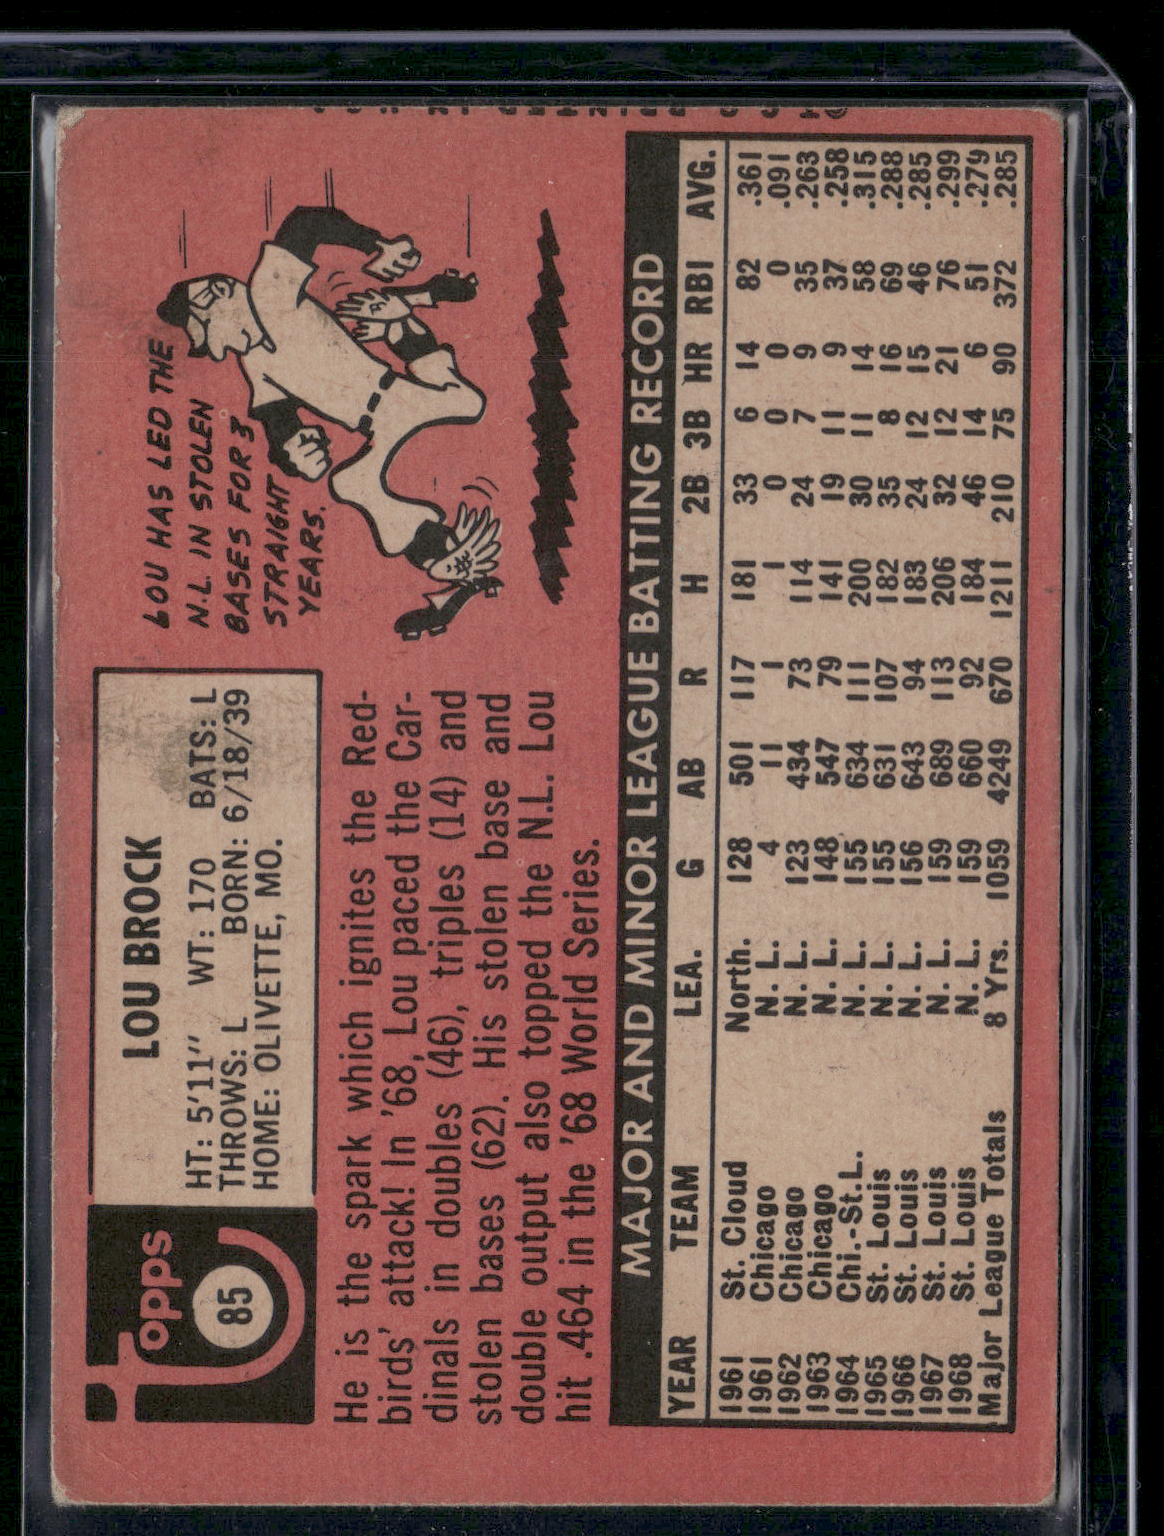 Topps
85
LOU BROCK
HT: 5'11" WT: 170 BATS: L
THROWS: L BORN: 6/18/39
HOME: OLIVETTE, MO.
LOU HAS LED THE
N.L. IN STOLEN
BASES FOR 3
STRAIGHT
YEARS.
He is the spark which ignites the Red-
birds' attack! In '68, Lou paced the Car-
dinals in doubles (46), triples (14) and
stolen bases (62). His stolen base and
double output also topped the N.L. Lou
hit .464 in the '68 World Series.
MAJOR AND MINOR LEAGUE BATTING RECORD
YEAR TEAM LEA. G AB R H 2B 3B HR RBI AVG.
1961 St. Cloud North. 128 501 117 181 33 6 14 82 .361
1961 Chicago N. L. 4 11 1 1 0 0 0 0 .091
1962 Chicago N. L. 123 434 73 114 24 7 9 35 .263
1963 Chicago N. L. 148 547 79 141 19 11 9 37 .258
1964 Chi.-St.L. N. L. 155 634 111 200 30 11 14 58 .315
1965 St. Louis N. L. 155 631 107 182 35 8 16 69 .288
1966 St. Louis N. L. 156 643 94 183 24 12 15 46 .285
1967 St. Louis N. L. 159 689 113 206 32 12 21 76 .299
1968 St. Louis N. L. 159 660 92 184 46 14 6 51 .279
Major League Totals 8 Yrs. 1059 4249 670 1211 210 75 90 372 .285